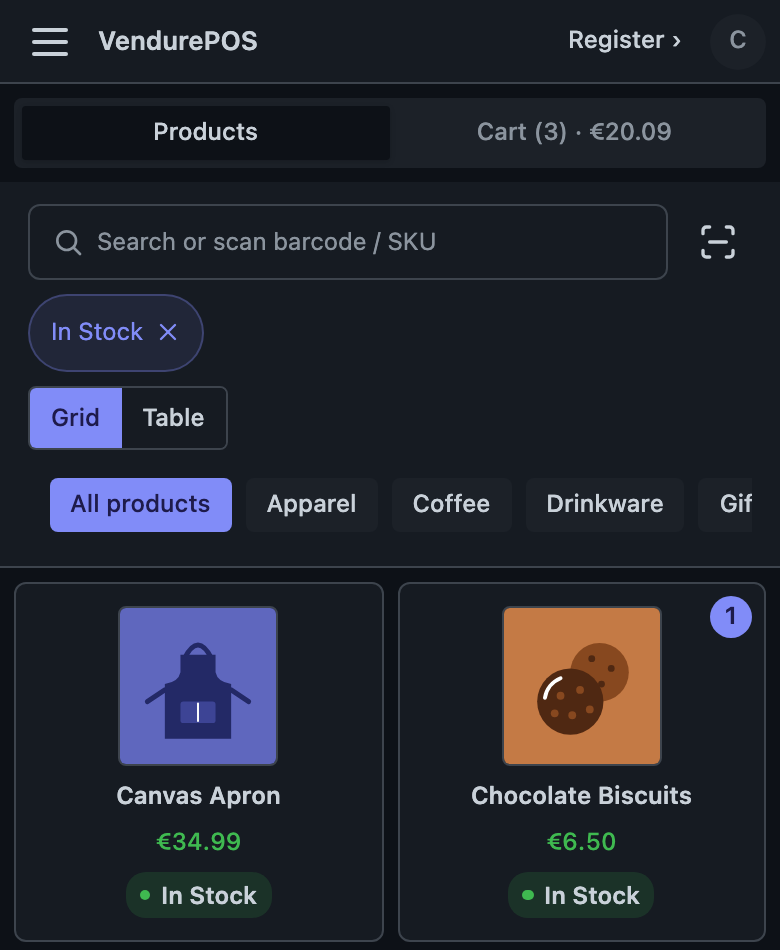 VendurePOS
Register ›
C
Products
Cart (3) · €20.09
Search or scan barcode / SKU
In Stock
Grid
Table
All products
Apparel
Coffee
Drinkware
Gif
1
Canvas Apron
€34.99
In Stock
Chocolate Biscuits
€6.50
In Stock